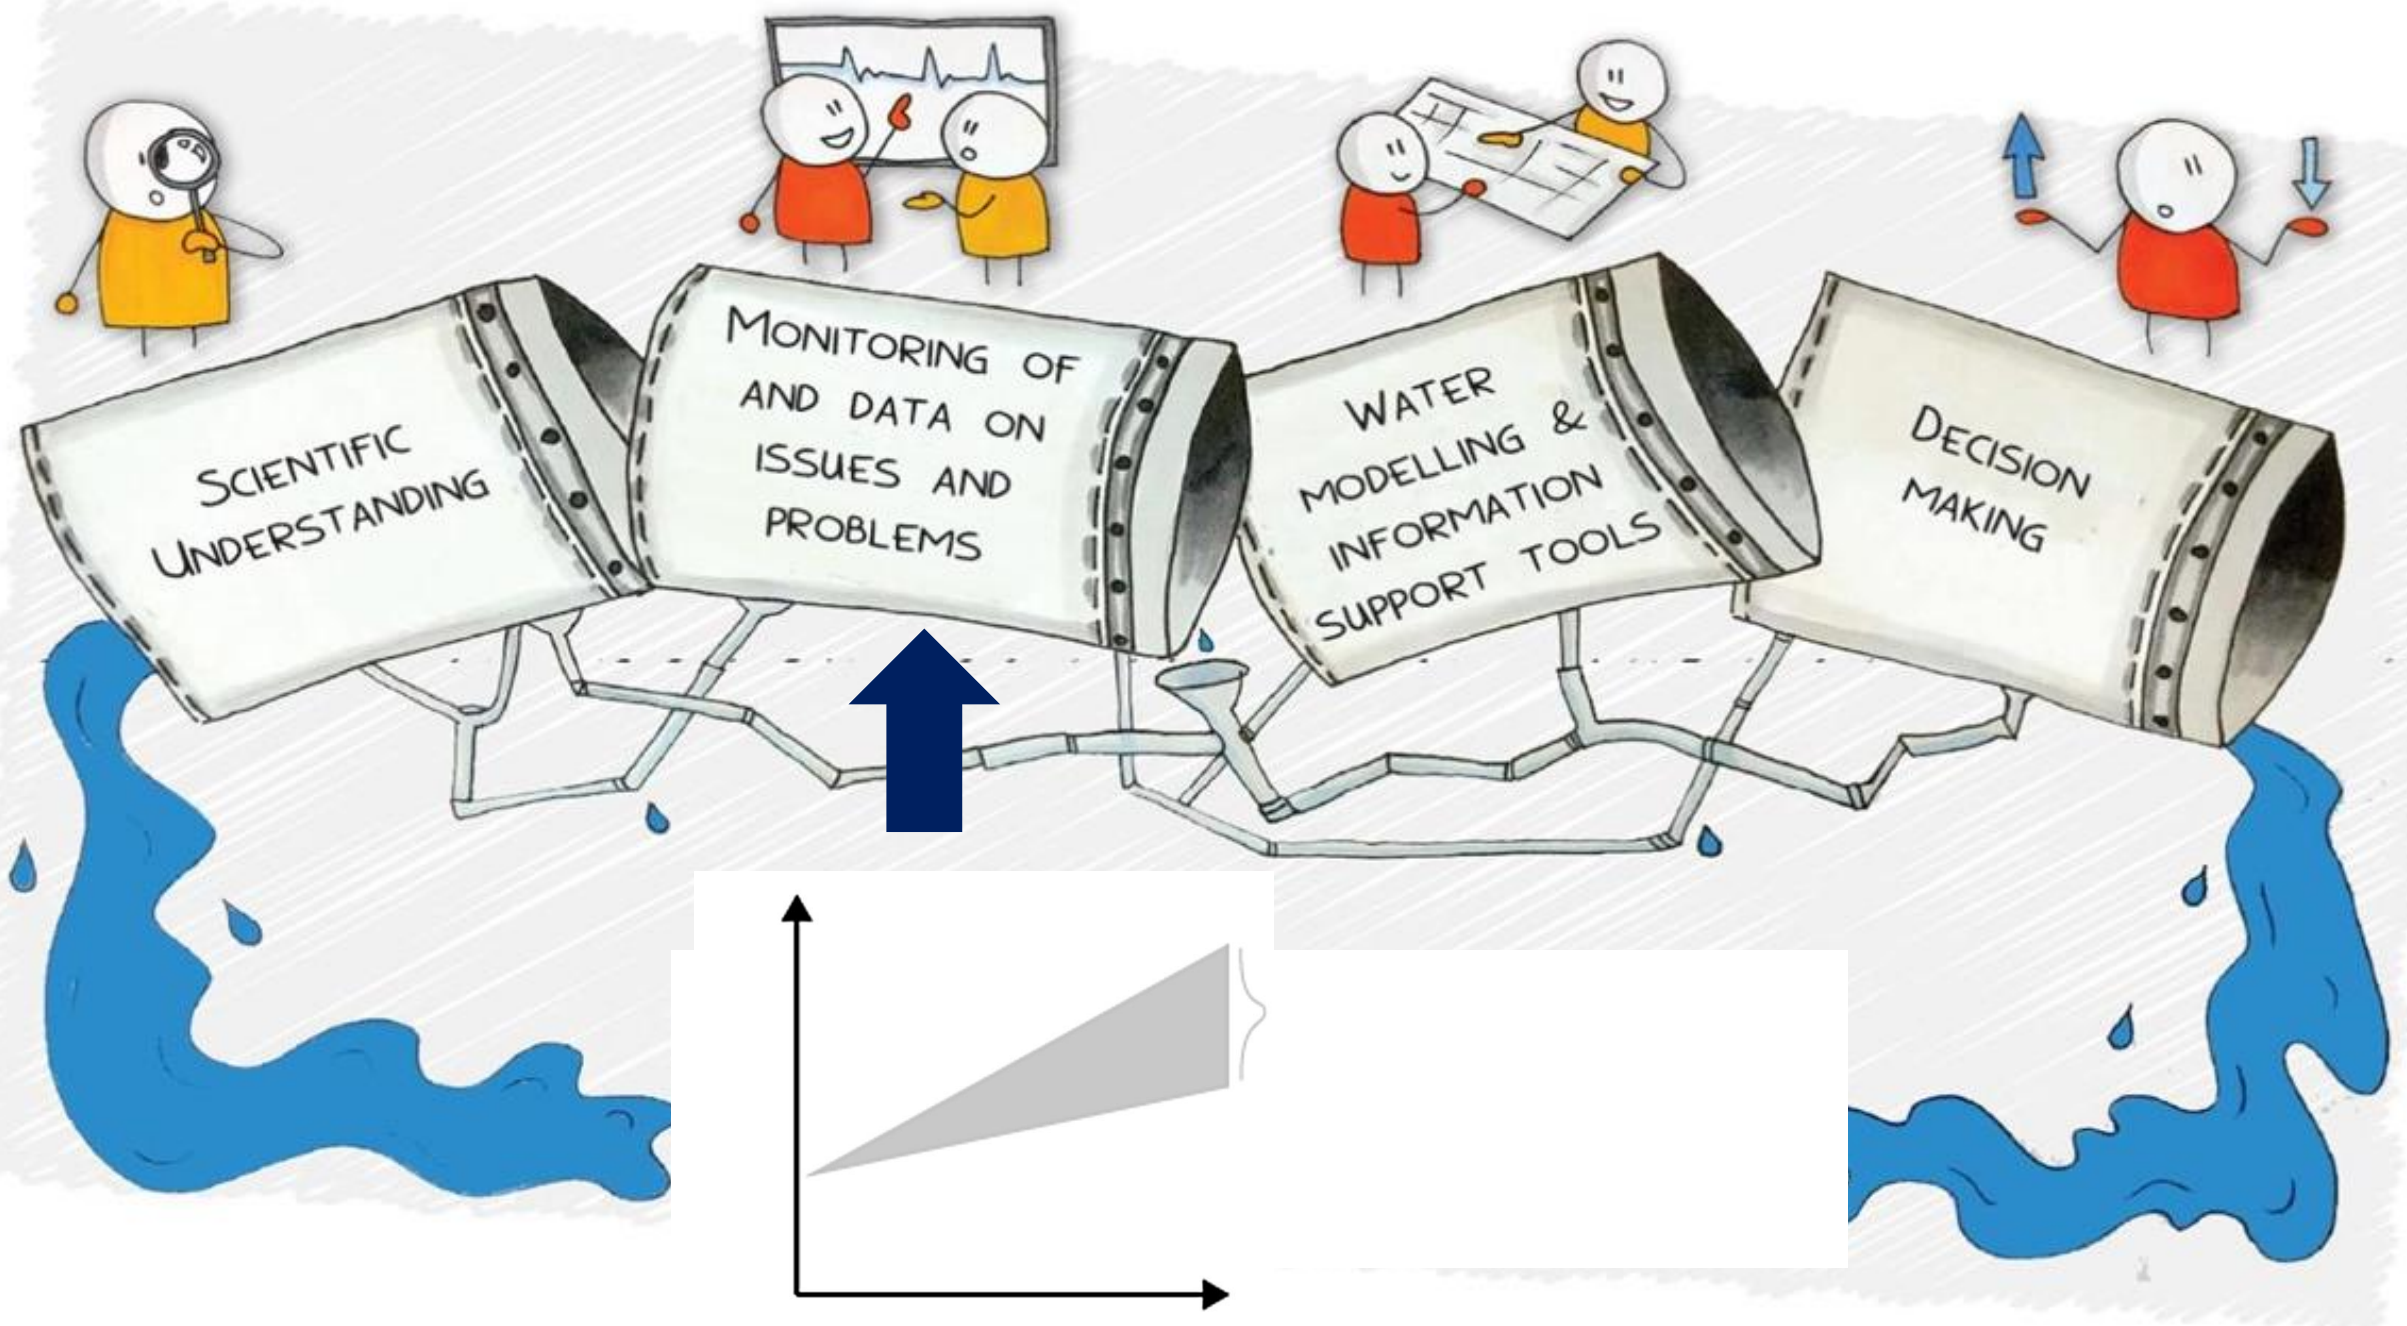 SCIENTIFIC
UNDERSTANDING
MONITORING OF
AND DATA ON
ISSUES AND
PROBLEMS
WATER
MODELLING &
INFORMATION
SUPPORT TOOLS
DECISION
MAKING